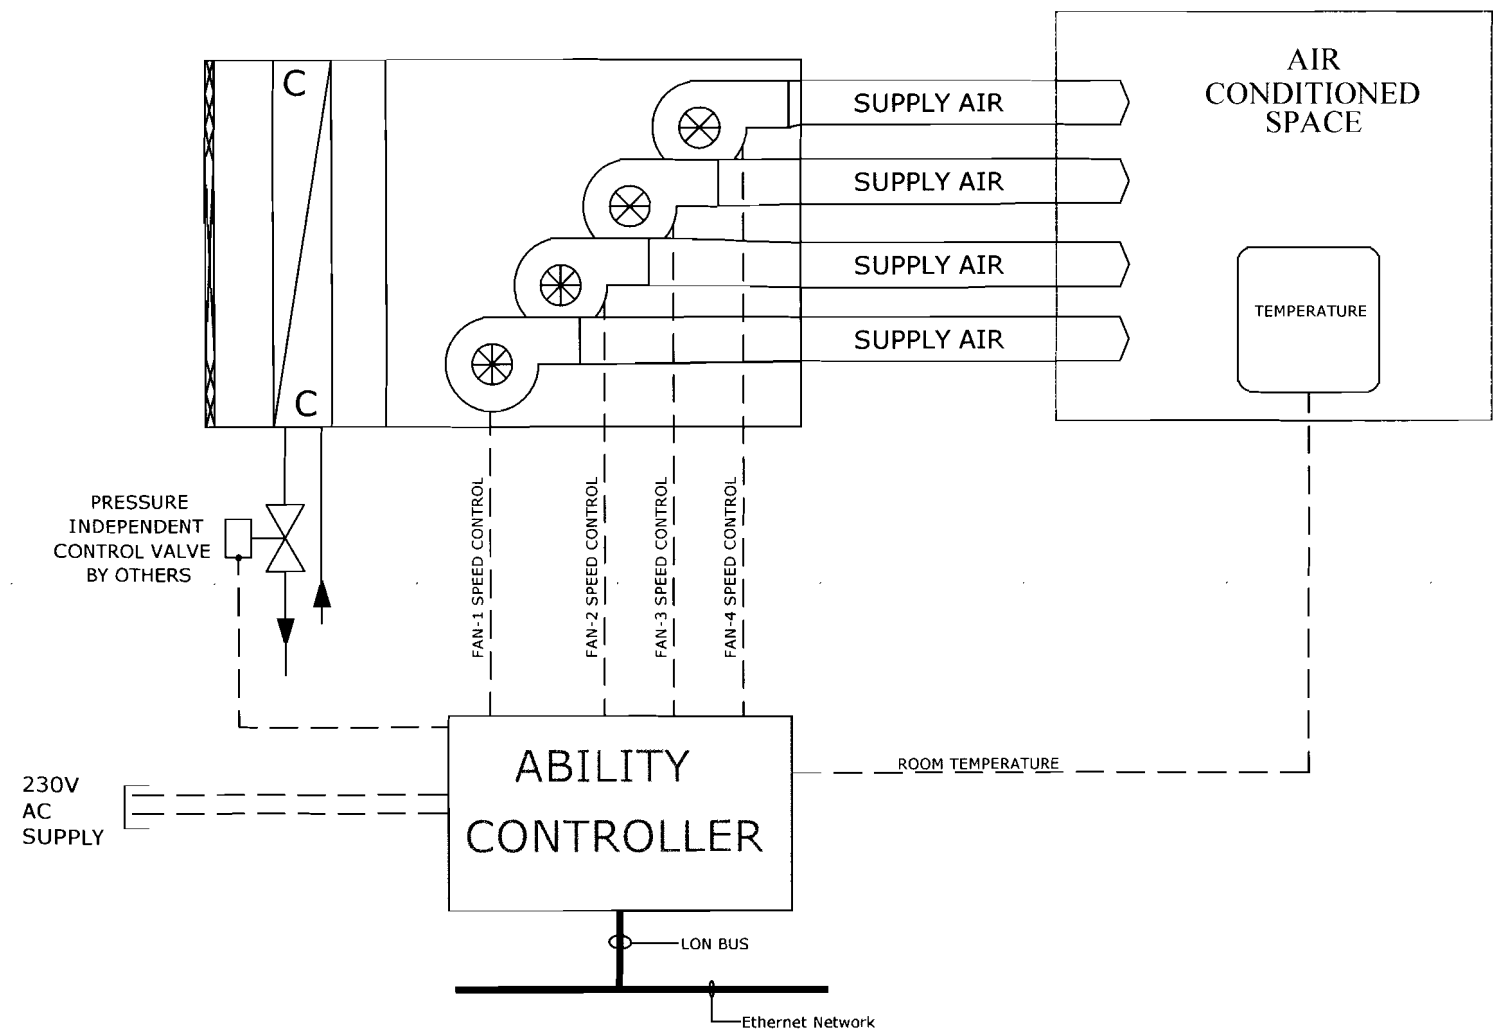 C
C
SUPPLY AIR
SUPPLY AIR
SUPPLY AIR
SUPPLY AIR
AIR
CONDITIONED
SPACE
TEMPERATURE
PRESSURE
INDEPENDENT
CONTROL VALVE
BY OTHERS
FAN-1 SPEED CONTROL
FAN-2 SPEED CONTROL
FAN-3 SPEED CONTROL
FAN-4 SPEED CONTROL
ABILITY
CONTROLLER
ROOM TEMPERATURE
230V
AC
SUPPLY
LON BUS
Ethernet Network